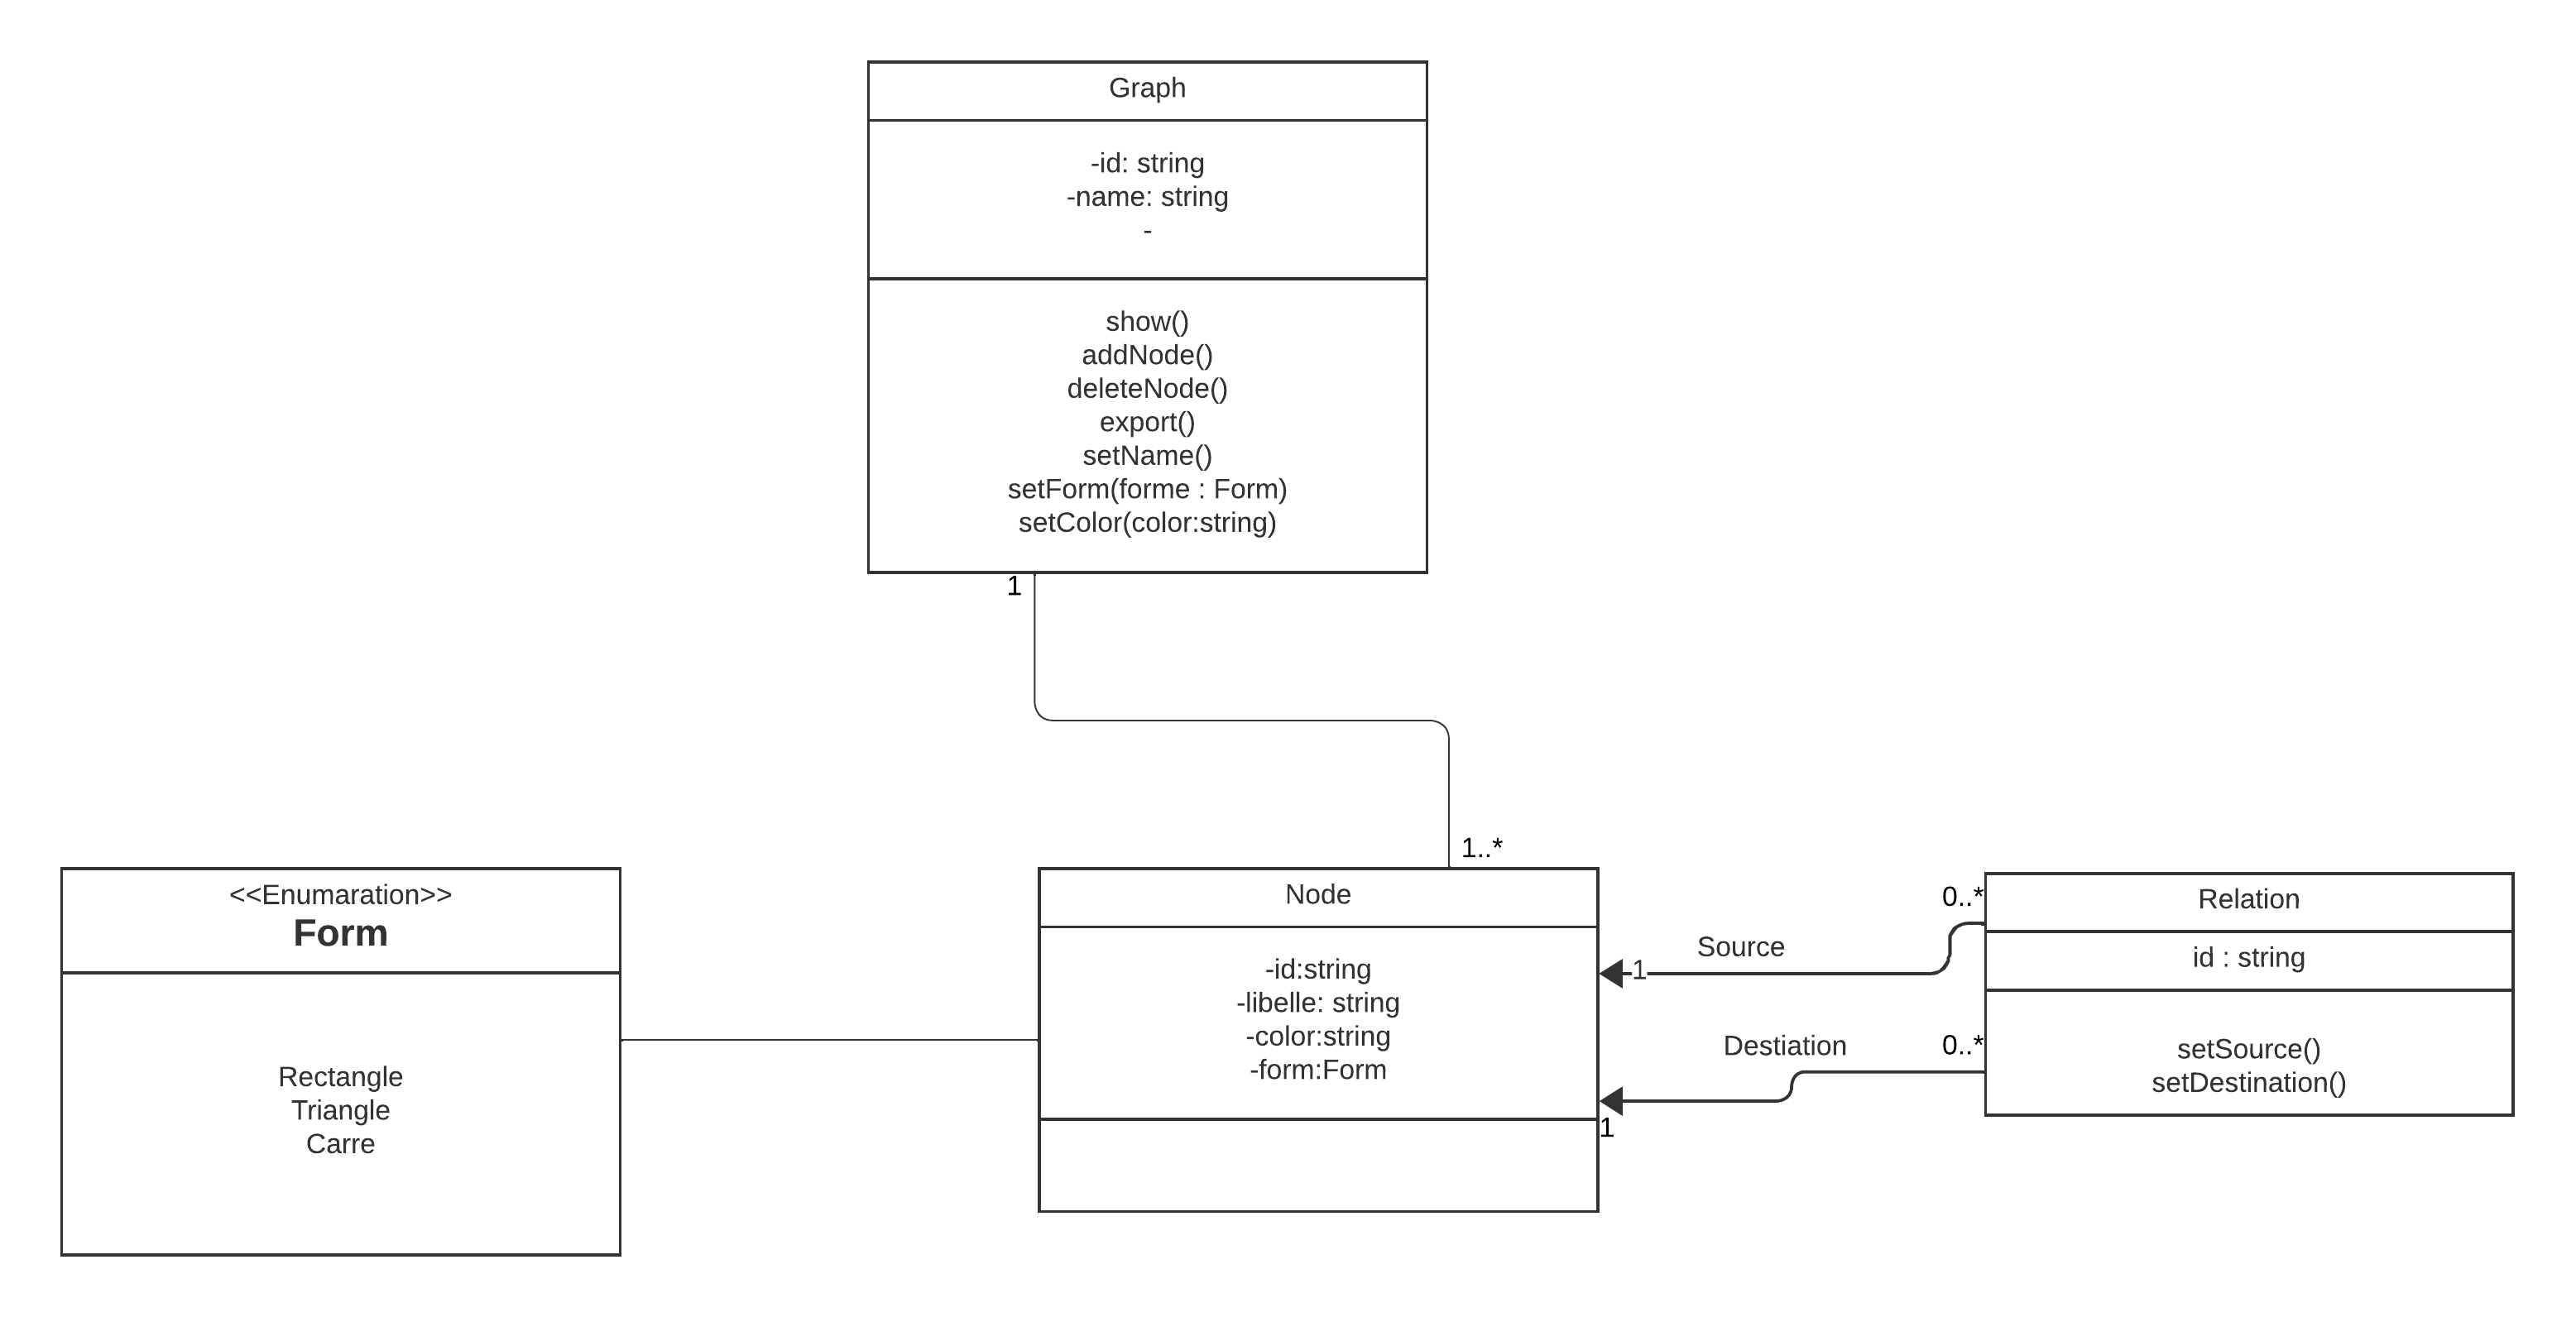 Graph
-id: string
-name: string
-
show()
addNode()
deleteNode()
export()
setName()
setForm(forme : Form)
setColor(color:string)
1
1..*
<<Enumaration>>
Form
Rectangle
Triangle
Carre
Node
-id:string
-libelle: string
-color:string
-form:Form
Source
1
0..*
Destiation
0..*
1
Relation
id : string
setSource()
setDestination()